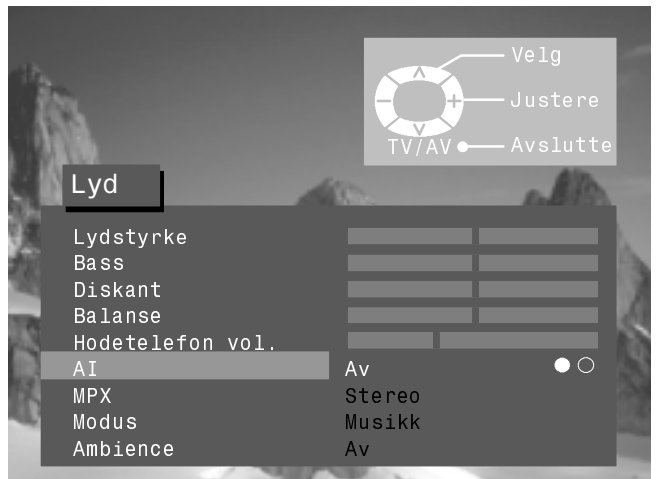 Velg
Justere
TV/AV Avslutte
Lyd
Lydstyrke
Bass
Diskant
Balanse
Hodetelefon vol.
AI Av
MPX Stereo
Modus Musikk
Ambience Av